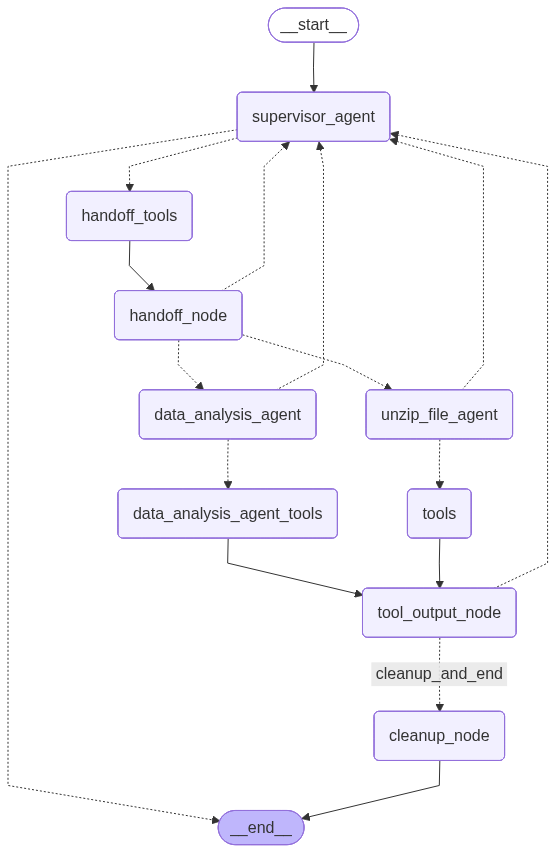 __start__
supervisor_agent
handoff_tools
handoff_node
data_analysis_agent
unzip_file_agent
data_analysis_agent_tools
tools
tool_output_node
cleanup_and_end
cleanup_node
__end__